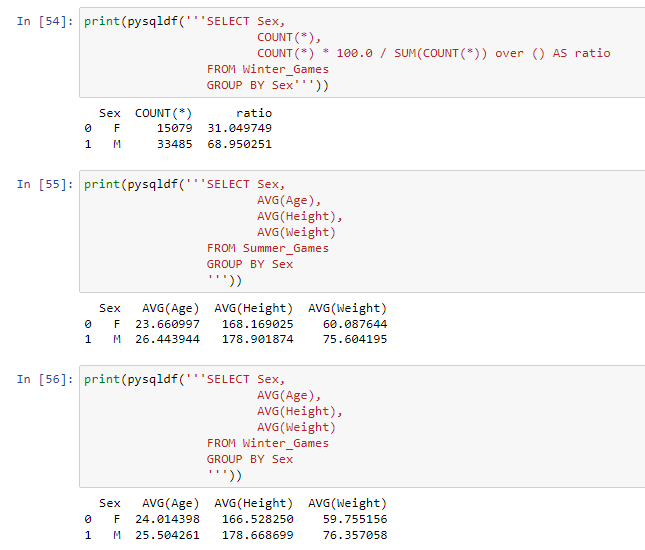 In [54]: print(pysqldf('''SELECT Sex,
COUNT(*),
COUNT(*) * 100.0 / SUM(COUNT(*)) over () AS ratio
FROM Winter_Games
GROUP BY Sex'''))
Sex COUNT(*) ratio
0 F 15079 31.049749
1 M 33485 68.950251
In [55]: print(pysqldf('''SELECT Sex,
AVG(Age),
AVG(Height),
AVG(Weight)
FROM Summer_Games
GROUP BY Sex
'''))
Sex AVG(Age) AVG(Height) AVG(Weight)
0 F 23.660997 168.169025 60.087644
1 M 26.443944 178.901874 75.604195
In [56]: print(pysqldf('''SELECT Sex,
AVG(Age),
AVG(Height),
AVG(Weight)
FROM Winter_Games
GROUP BY Sex
'''))
Sex AVG(Age) AVG(Height) AVG(Weight)
0 F 24.014398 166.528250 59.755156
1 M 25.504261 178.668699 76.357058